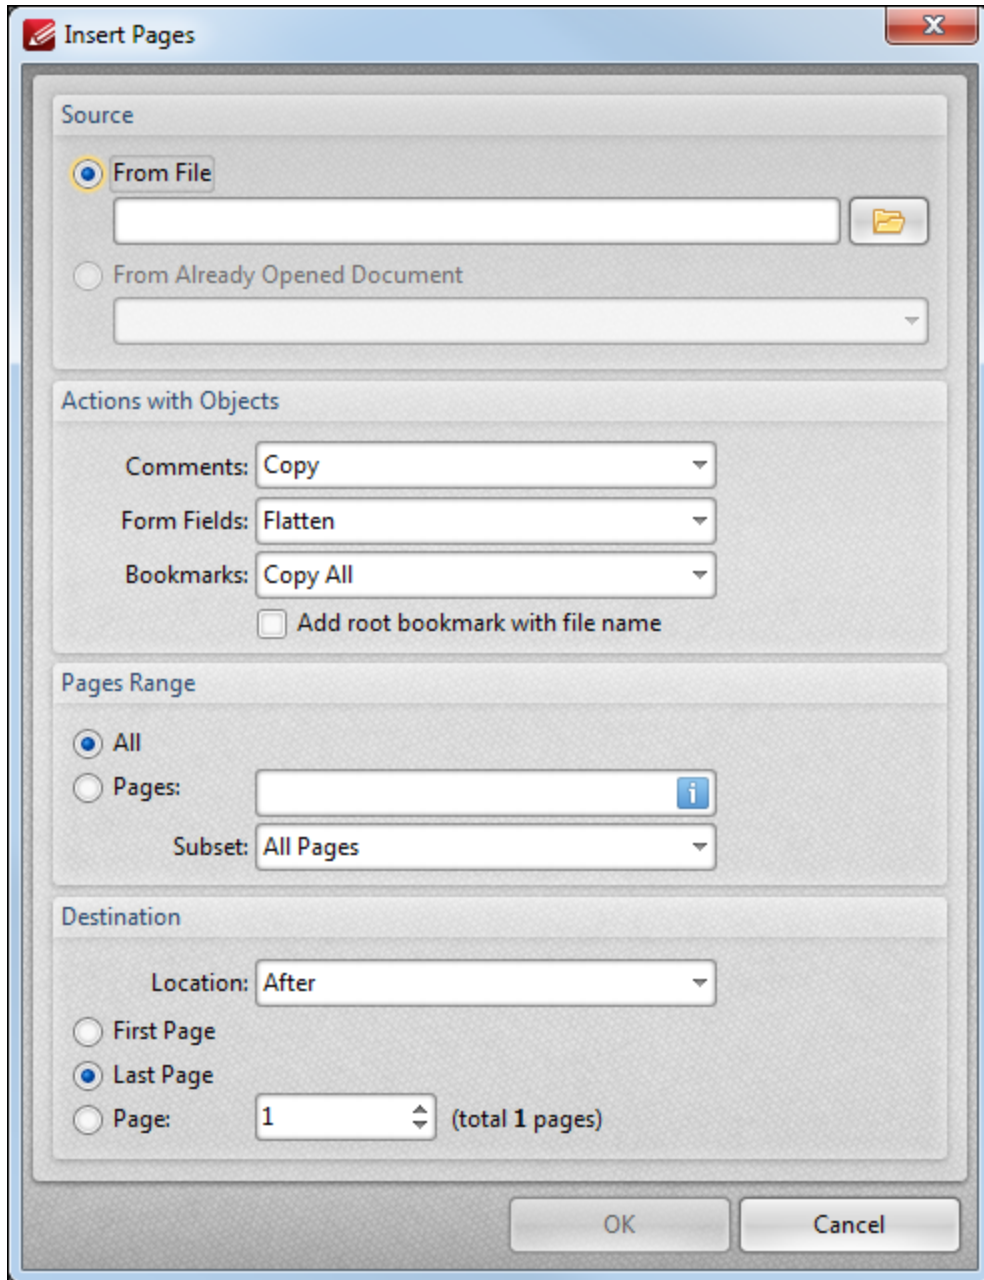 Insert Pages
X
Source
From File
From Already Opened Document
Actions with Objects
Comments: Copy
Form Fields: Flatten
Bookmarks: Copy All
Add root bookmark with file name
Pages Range
All
Pages:
i
Subset: All Pages
Destination
Location: After
First Page
Last Page
Page: 1 (total 1 pages)
OK Cancel